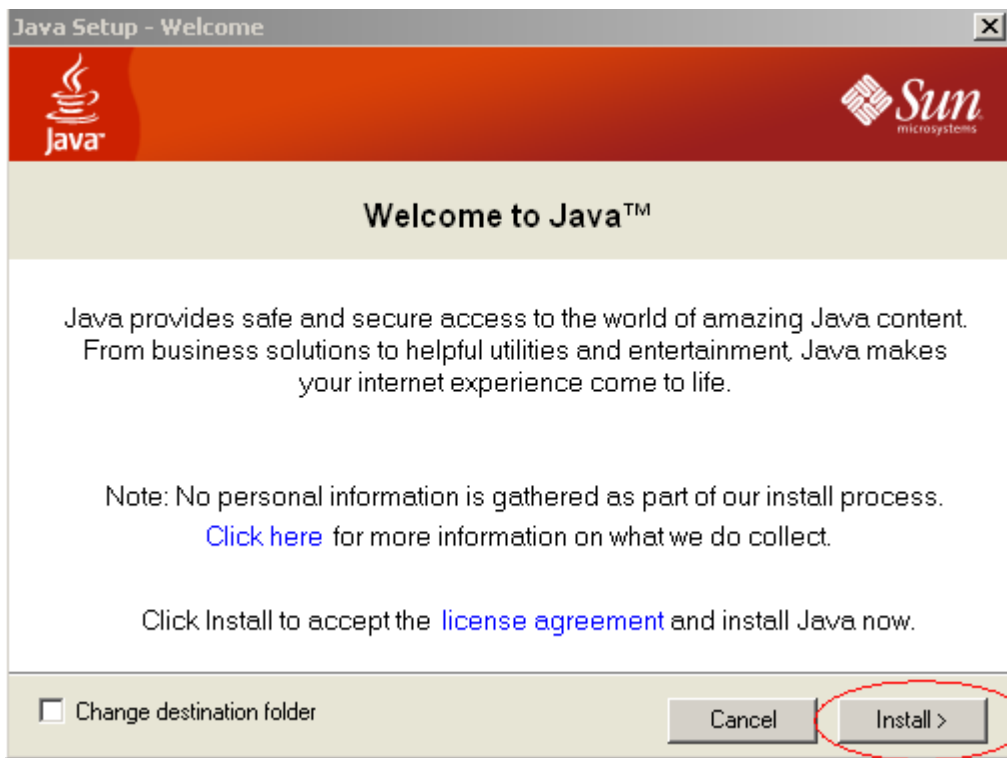 Java Setup - Welcome
Java™
Sun
microsystems
Welcome to Java™
Java provides safe and secure access to the world of amazing Java content.
From business solutions to helpful utilities and entertainment, Java makes
your internet experience come to life.
Note: No personal information is gathered as part of our install process.
Click here for more information on what we do collect.
Click Install to accept the license agreement and install Java now.
Change destination folder
Cancel
Install >